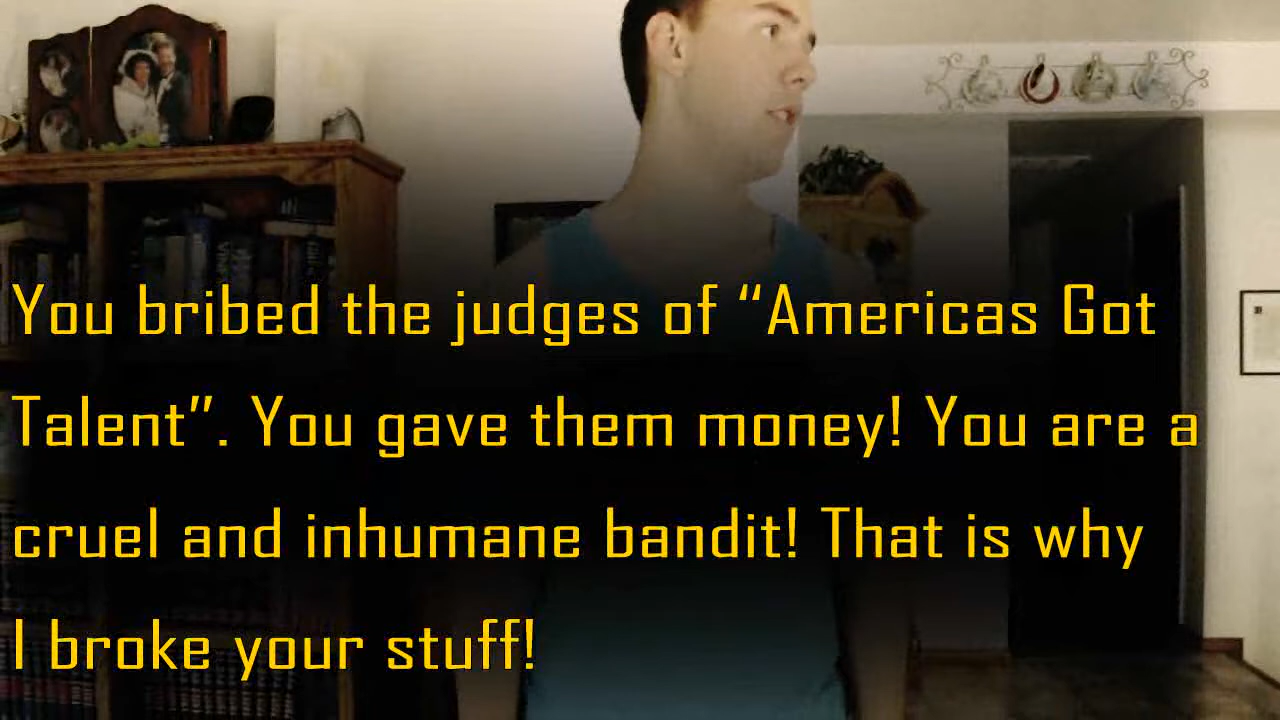 You bribed the judges of “Americas Got
Talent”. You gave them money! You are a
cruel and inhumane bandit! That is why
I broke your stuff!